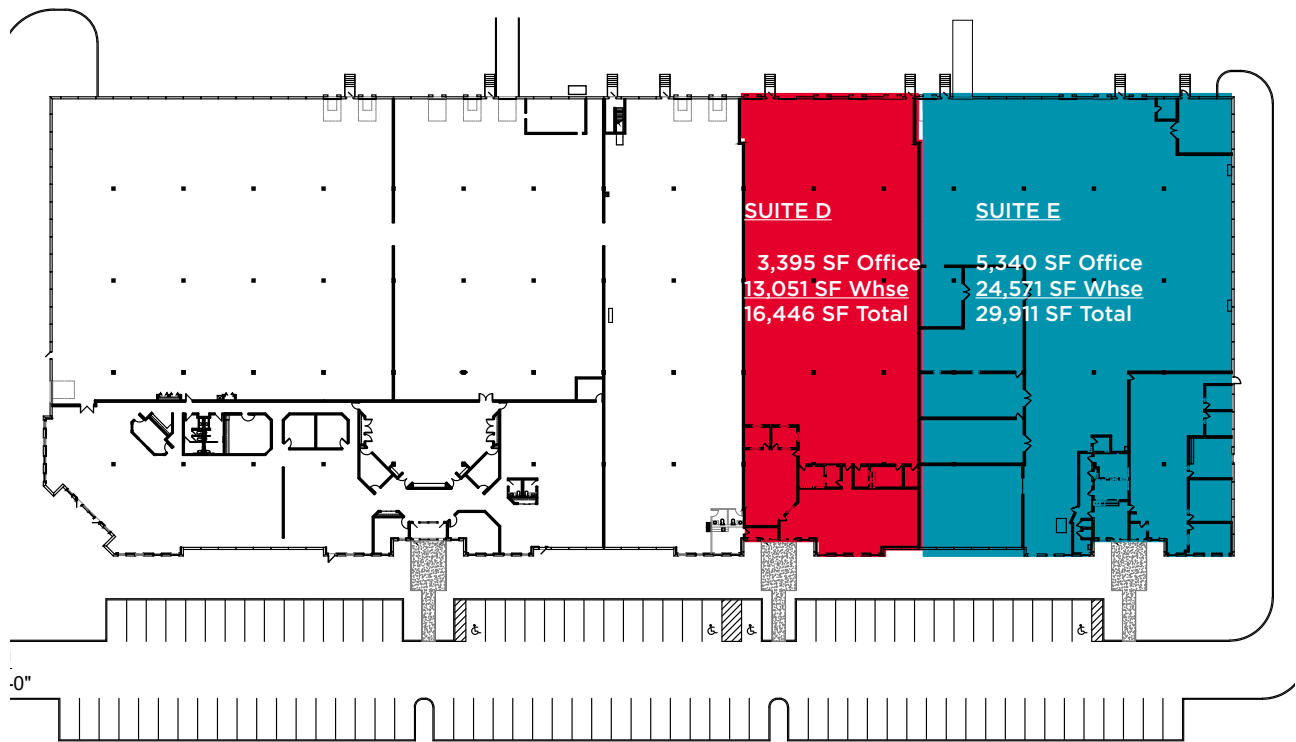 SUITE D
3,395 SF Office
13,051 SF Whse
16,446 SF Total
SUITE E
5,340 SF Office
24,571 SF Whse
29,911 SF Total
-0"